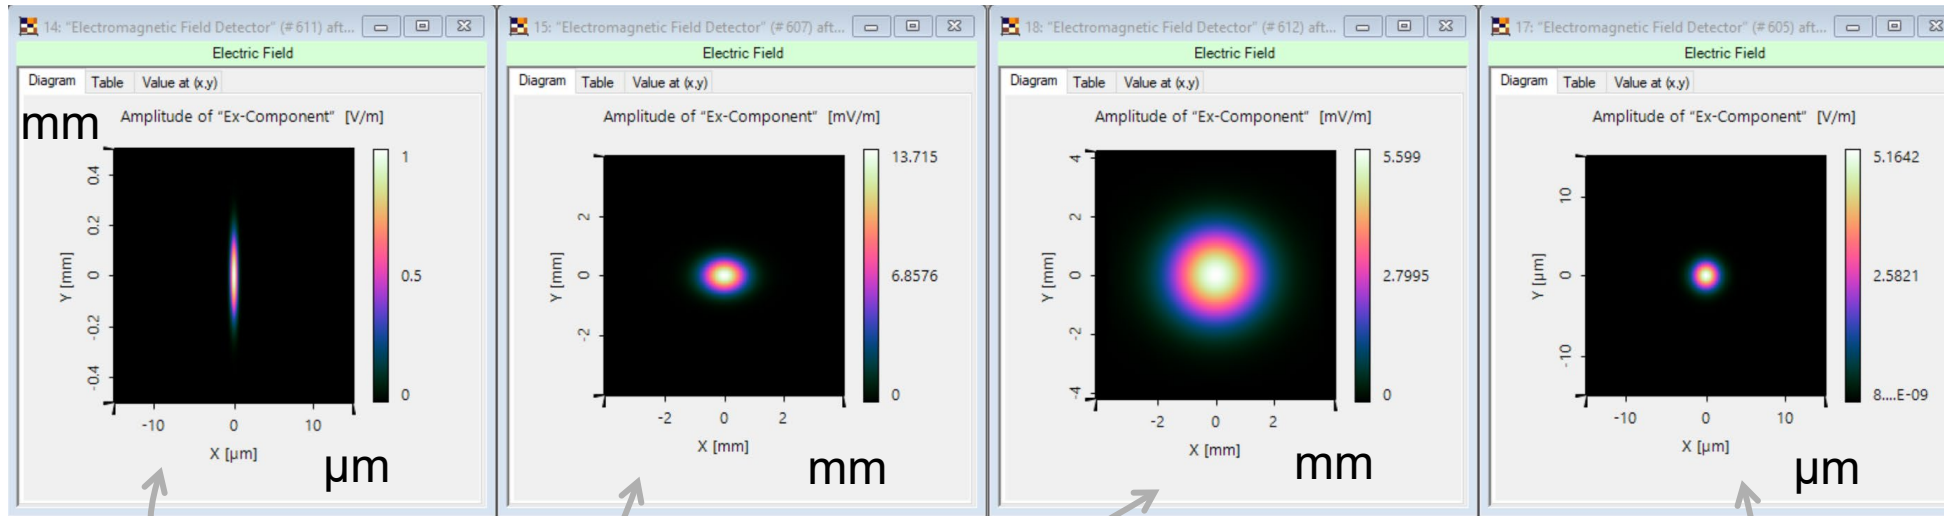 14: "Electromagnetic Field Detector" (# 611) aft...
Electric Field
Diagram Table Value at (x,y)
mm
Amplitude of "Ex-Component" [V/m]
1
0.5
0
0.4
0.2
0
-0.2
-0.4
Y [mm]
-10 0 10
X [µm]
µm
15: "Electromagnetic Field Detector" (# 607) aft...
Electric Field
Diagram Table Value at (x,y)
Amplitude of "Ex-Component" [mV/m]
13.715
6.8576
0
2
0
-2
Y [mm]
-2 0 2
X [mm]
mm
18: "Electromagnetic Field Detector" (# 612) aft...
Electric Field
Diagram Table Value at (x,y)
Amplitude of "Ex-Component" [mV/m]
5.599
2.7995
0
4
2
0
-2
-4
Y [mm]
-2 0 2
X [mm]
mm
17: "Electromagnetic Field Detector" (# 605) aft...
Electric Field
Diagram Table Value at (x,y)
Amplitude of "Ex-Component" [V/m]
5.1642
2.5821
8....E-09
10
0
-10
Y [µm]
-10 0 10
X [µm]
µm